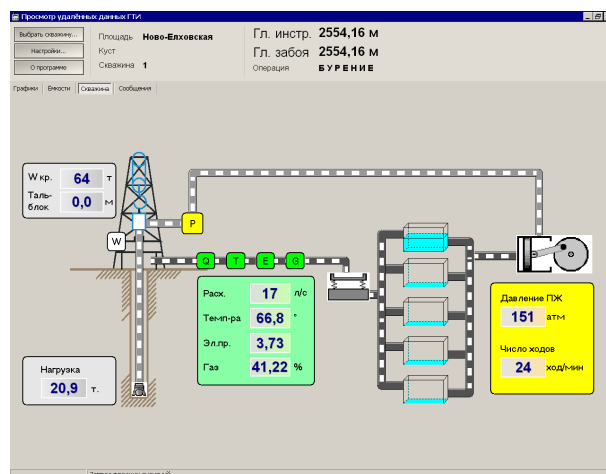 Просмотр удалённых данных ГТИ
Выбрать скважину...
Настройки...
О программе
Площадь Ново-Елховская
Куст
Скважина 1
Гл. инстр. 2554,16 м
Гл. забоя 2554,16 м
Операция БУРЕНИЕ
Графики Емкости Скважина Сообщения
W кр. 64 т
Таль-
блок 0,0 м
P
W
Q T E G
Расх. 17 л/с
Темп-ра 66,8 °
Эл.пр. 3,73
Газ 41,22 %
Давление ПЖ
151 атм
Число ходов
24 ход/мин
Нагрузка
20,9 т.